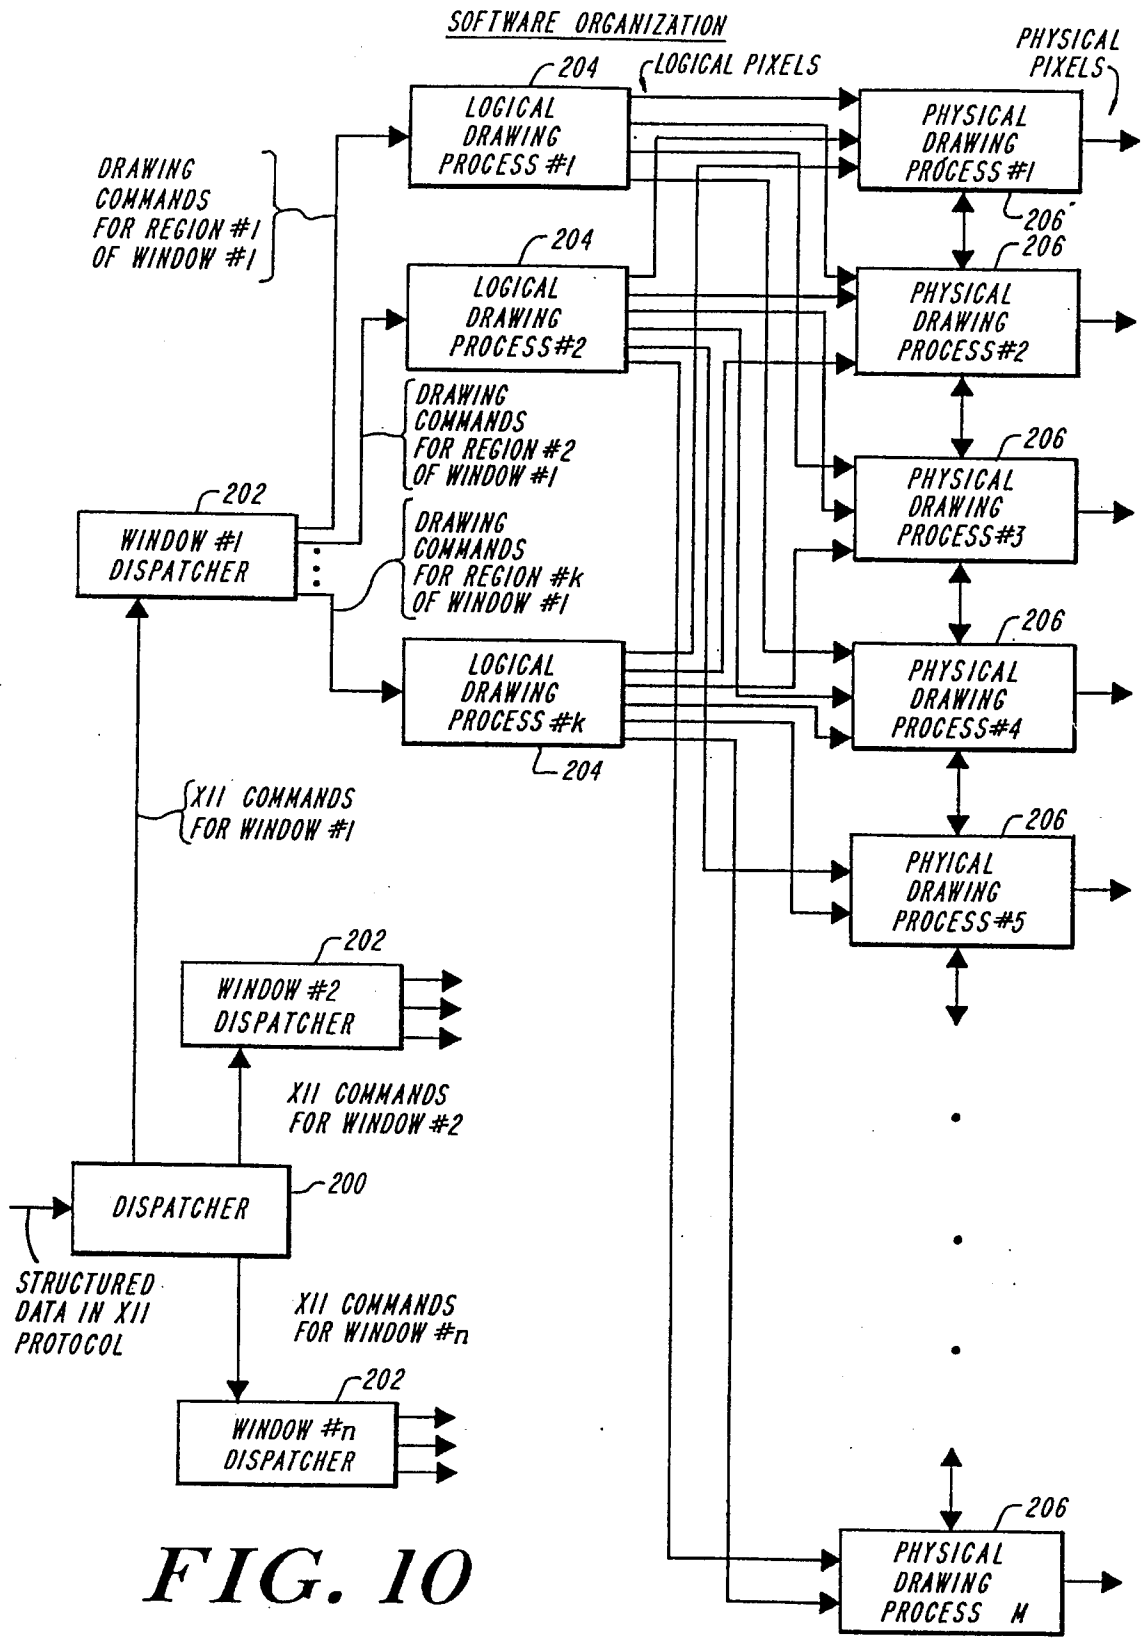 SOFTWARE ORGANIZATION
204
LOGICAL PIXELS
PHYSICAL
PIXELS
LOGICAL
DRAWING
PROCESS #1
PHYSICAL
DRAWING
PROCESS #1
206
DRAWING
COMMANDS
FOR REGION #1
OF WINDOW #1
204
LOGICAL
DRAWING
PROCESS #2
206
PHYSICAL
DRAWING
PROCESS #2
DRAWING
COMMANDS
FOR REGION #2
OF WINDOW #1
206
PHYSICAL
DRAWING
PROCESS #3
202
WINDOW #1
DISPATCHER
DRAWING
COMMANDS
FOR REGION #k
OF WINDOW #1
LOGICAL
DRAWING
PROCESS #k
204
206
PHYSICAL
DRAWING
PROCESS #4
X11 COMMANDS
FOR WINDOW #1
206
PHYICAL
DRAWING
PROCESS #5
202
WINDOW #2
DISPATCHER
X11 COMMANDS
FOR WINDOW #2
200
DISPATCHER
STRUCTURED
DATA IN X11
PROTOCOL
X11 COMMANDS
FOR WINDOW #n
202
WINDOW #n
DISPATCHER
206
PHYSICAL
DRAWING
PROCESS M
FIG. 10